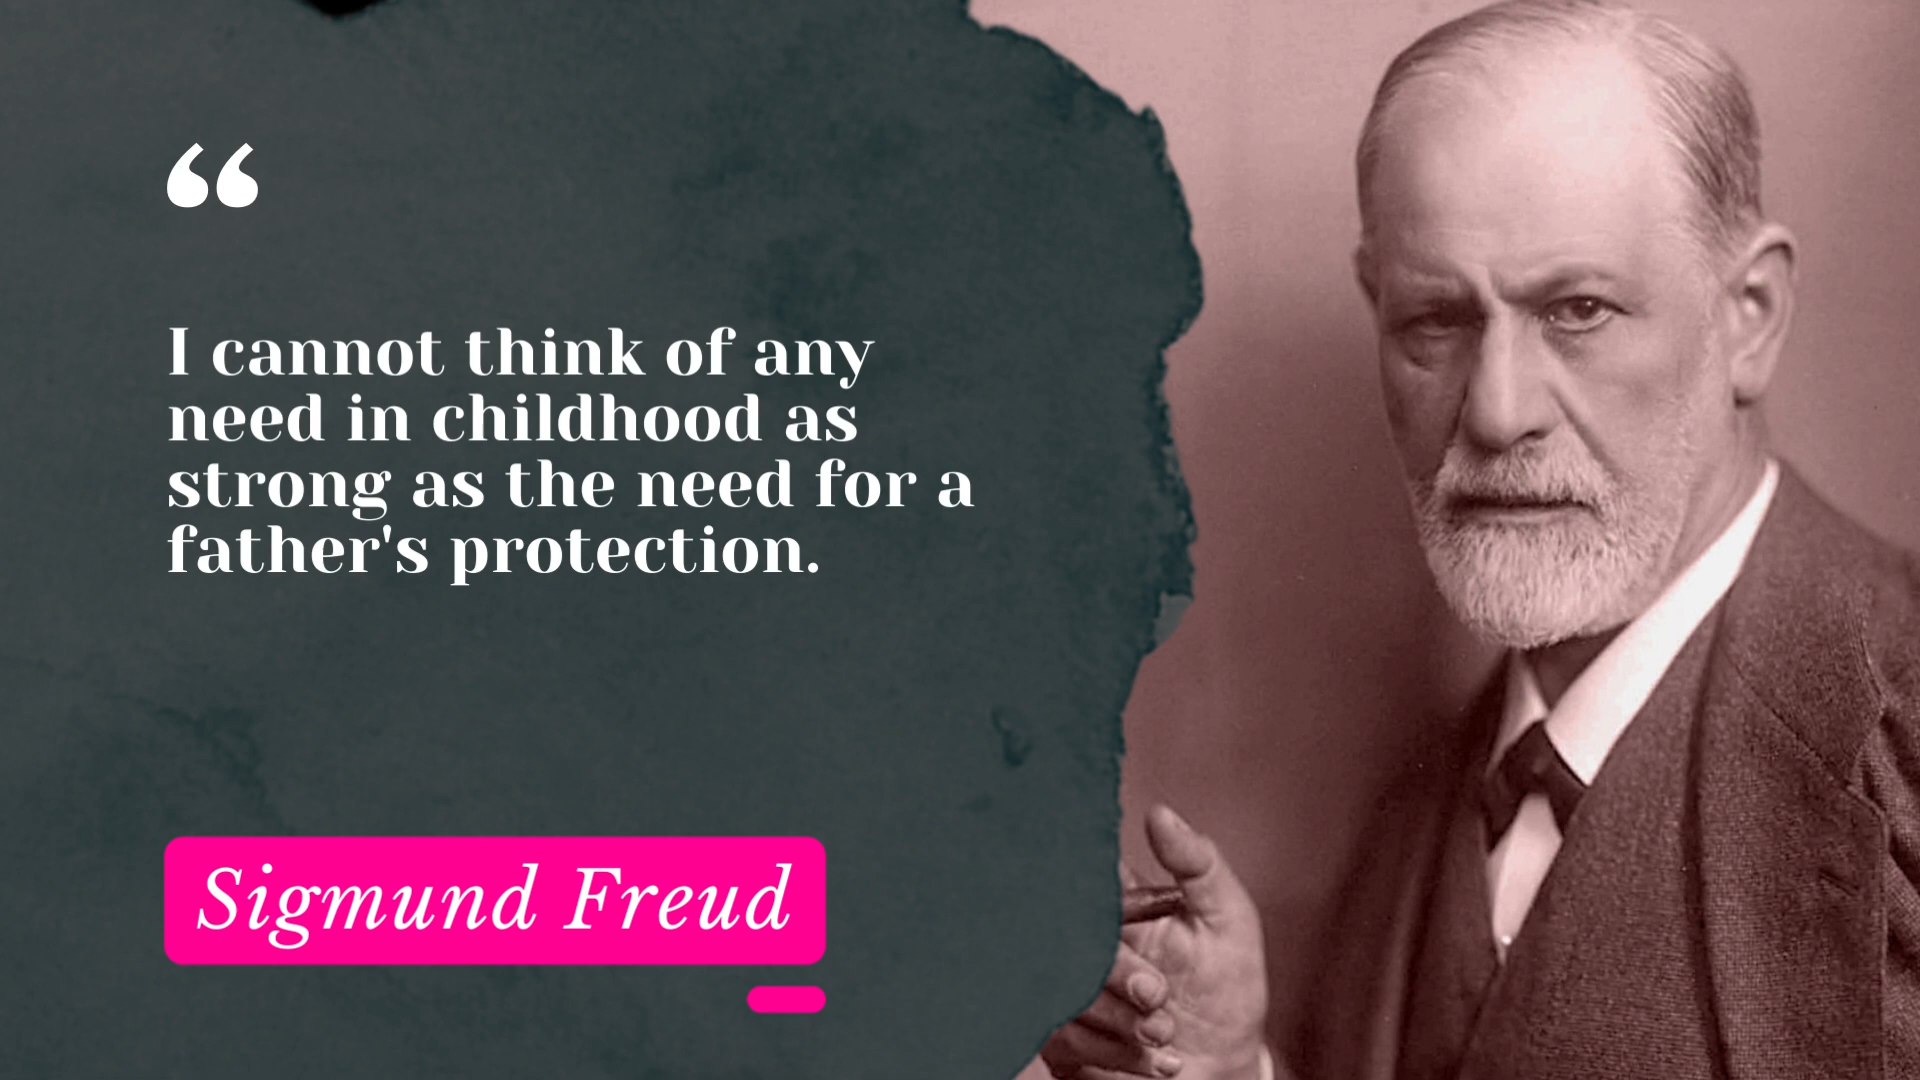 “
I cannot think of any
need in childhood as
strong as the need for a
father's protection.
Sigmund Freud